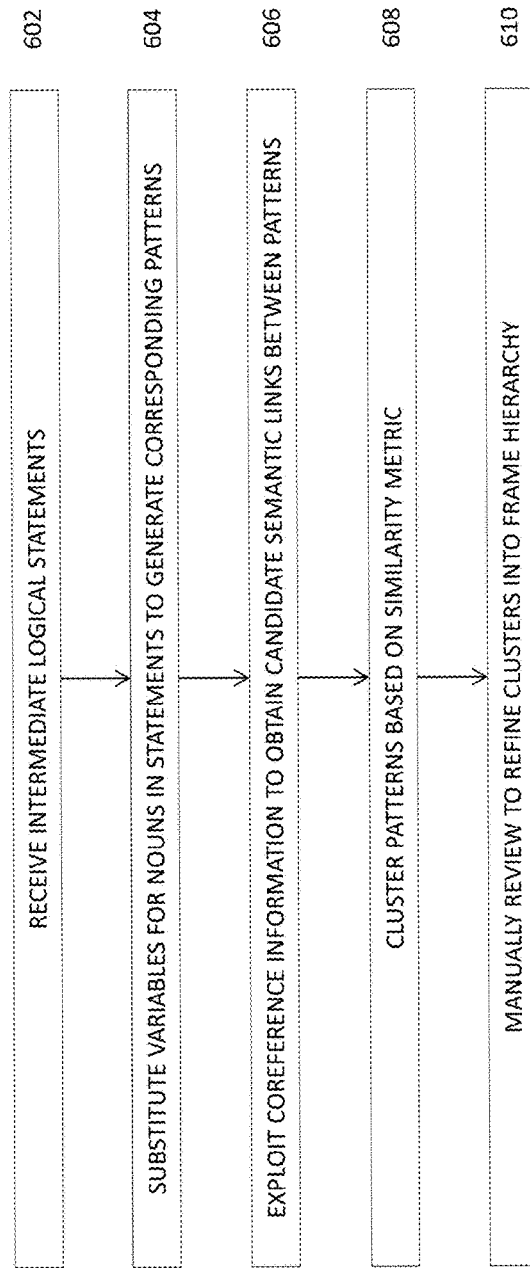 RECEIVE INTERMEDIATE LOGICAL STATEMENTS
602
SUBSTITUTE VARIABLES FOR NOUNS IN STATEMENTS TO GENERATE CORRESPONDING PATTERNS
604
EXPLOIT COREFERENCE INFORMATION TO OBTAIN CANDIDATE SEMANTIC LINKS BETWEEN PATTERNS
606
CLUSTER PATTERNS BASED ON SIMILARITY METRIC
608
MANUALLY REVIEW TO REFINE CLUSTERS INTO FRAME HIERARCHY
610